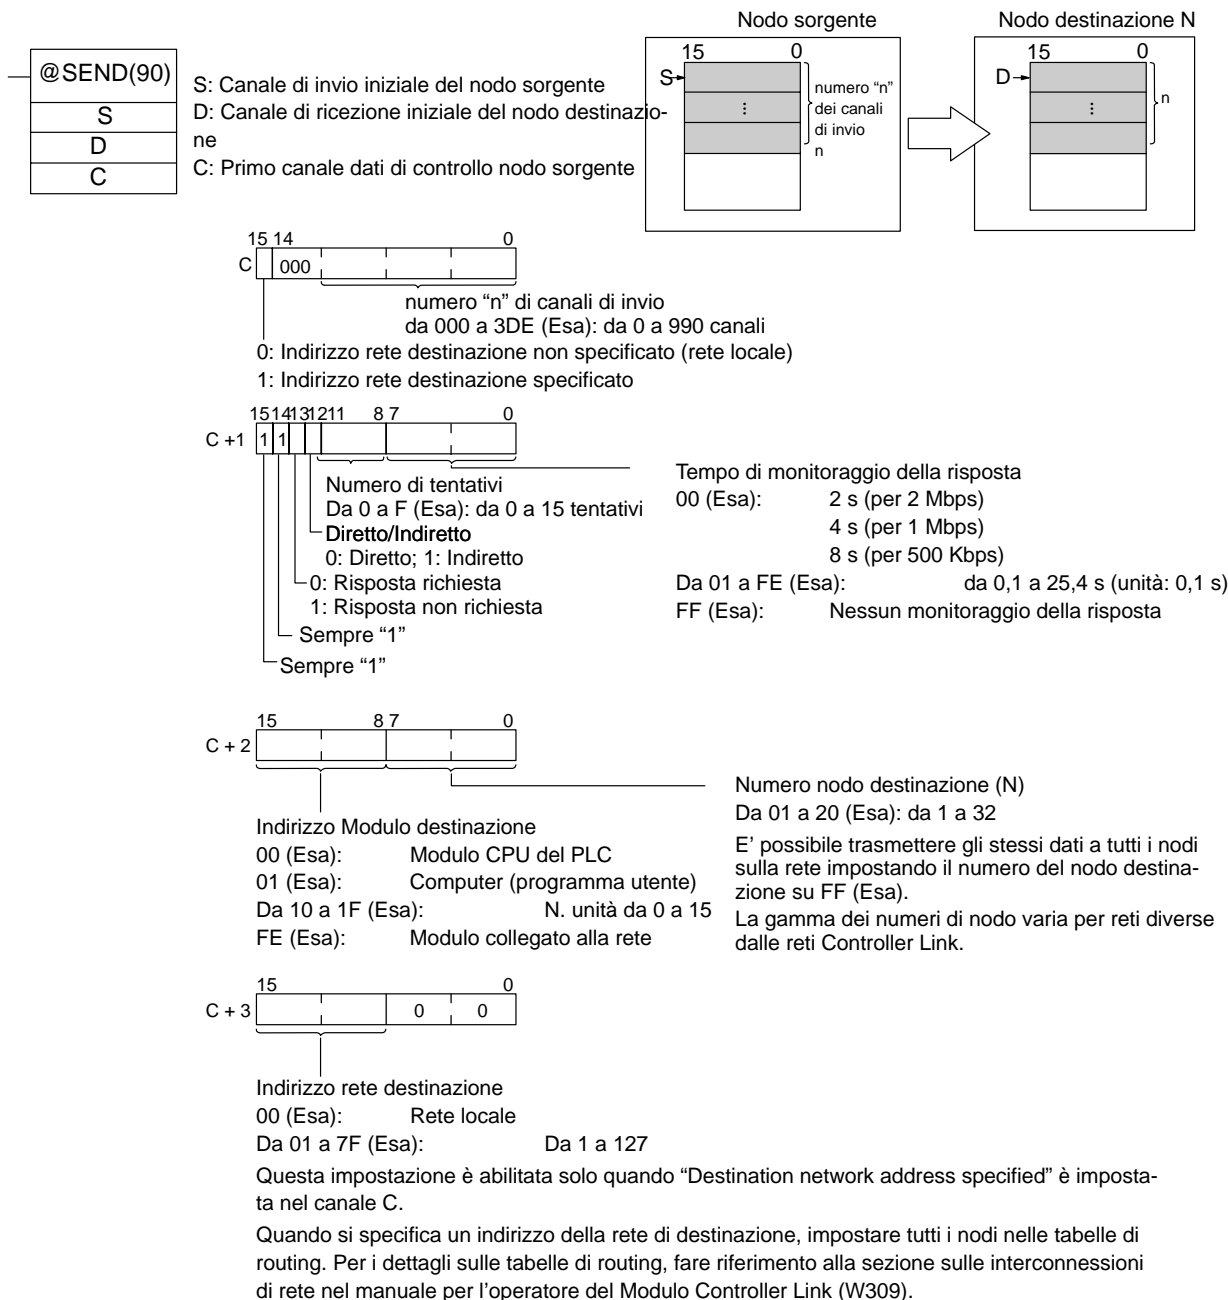 Nodo sorgente
Nodo destinazione N
@SEND(90)
S
D
C
S: Canale di invio iniziale del nodo sorgente
D: Canale di ricezione iniziale del nodo destinazio-
ne
C: Primo canale dati di controllo nodo sorgente
15 0
S
numero “n”
dei canali
di invio
n
15 0
D
n
15 14 0
C 000
numero “n” di canali di invio
da 000 a 3DE (Esa): da 0 a 990 canali
0: Indirizzo rete destinazione non specificato (rete locale)
1: Indirizzo rete destinazione specificato
15 14 13 12 11 8 7 0
C +1 1 1
Numero di tentativi
Da 0 a F (Esa): da 0 a 15 tentativi
Diretto/Indiretto
0: Diretto; 1: Indiretto
0: Risposta richiesta
1: Risposta non richiesta
Sempre “1”
Sempre “1”
Tempo di monitoraggio della risposta
00 (Esa): 2 s (per 2 Mbps)
4 s (per 1 Mbps)
8 s (per 500 Kbps)
Da 01 a FE (Esa): da 0,1 a 25,4 s (unità: 0,1 s)
FF (Esa): Nessun monitoraggio della risposta
15 8 7 0
C + 2
Indirizzo Modulo destinazione
00 (Esa): Modulo CPU del PLC
01 (Esa): Computer (programma utente)
Da 10 a 1F (Esa): N. unità da 0 a 15
FE (Esa): Modulo collegato alla rete
Numero nodo destinazione (N)
Da 01 a 20 (Esa): da 1 a 32
E’ possibile trasmettere gli stessi dati a tutti i nodi
sulla rete impostando il numero del nodo destina-
zione su FF (Esa).
La gamma dei numeri di nodo varia per reti diverse
dalle reti Controller Link.
15 0
C + 3 0 0
Indirizzo rete destinazione
00 (Esa): Rete locale
Da 01 a 7F (Esa): Da 1 a 127
Questa impostazione è abilitata solo quando “Destination network address specified” è imposta-
ta nel canale C.
Quando si specifica un indirizzo della rete di destinazione, impostare tutti i nodi nelle tabelle di
routing. Per i dettagli sulle tabelle di routing, fare riferimento alla sezione sulle interconnessioni
di rete nel manuale per l’operatore del Modulo Controller Link (W309).